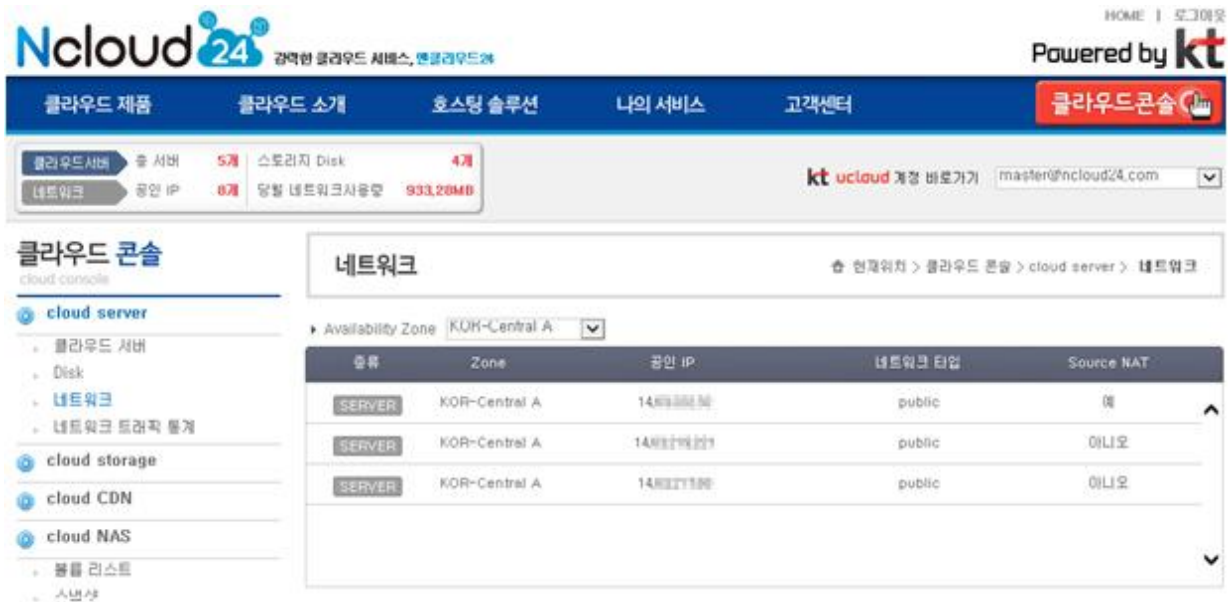 HOME | 로그아웃
Ncloud 24 강력한 클라우드 서비스, 엔클라우드24
Powered by kt
클라우드 제품 클라우드 소개 호스팅 솔루션 나의 서비스 고객센터 클라우드콘솔
클라우드서버 총 서버 5개 스토리지 Disk 4개
네트워크 공인 IP 8개 당월 네트워크사용량 933,28MB
kt ucloud 계정 바로가기 master@ncloud24.com
클라우드 콘솔
cloud console
네트워크
현재위치 > 클라우드 콘솔 > cloud server > 네트워크
cloud server
클라우드 서버
Disk
네트워크
네트워크 트래픽 통계
cloud storage
cloud CDN
cloud NAS
볼륨 리스트
스냅샷
Availability Zone KOR-Central A
종류 Zone 공인 IP 네트워크 타입 Source NAT
SERVER KOR-Central A 14. public 예
SERVER KOR-Central A 14. public 아니오
SERVER KOR-Central A 14. public 아니오